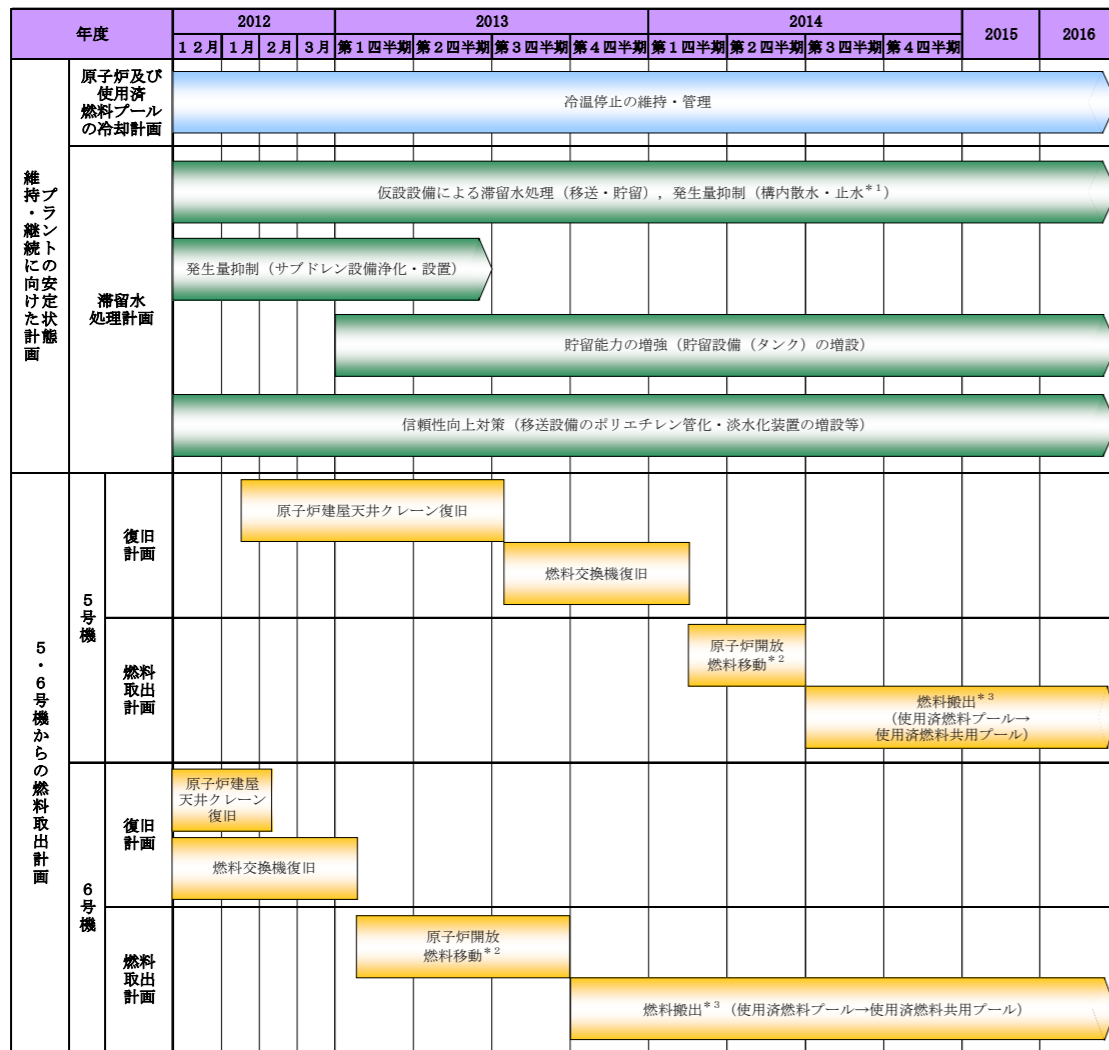 年度
2012
2013
2014
2015
2016
12月
1月
2月
3月
第1四半期
第2四半期
第3四半期
第4四半期
第1四半期
第2四半期
第3四半期
第4四半期
プラントの安定状態
維持・継続に向けた計画
原子炉及び
使用済
燃料プール
の冷却計画
冷温停止の維持・管理
滞留水
処理計画
仮設設備による滞留水処理（移送・貯留），発生量抑制（構内散水・止水*1）
発生量抑制（サブドレン設備浄化・設置）
貯留能力の増強（貯留設備（タンク）の増設）
信頼性向上対策（移送設備のポリエチレン管化・淡水化装置の増設等）
5・6号機からの燃料取出計画
5号機
復旧
計画
原子炉建屋天井クレーン復旧
燃料交換機復旧
燃料
取出
計画
原子炉開放
燃料移動*2
燃料搬出*3
（使用済燃料プール→
使用済燃料共用プール）
6号機
復旧
計画
原子炉建屋
天井クレーン
復旧
燃料交換機復旧
燃料
取出
計画
原子炉開放
燃料移動*2
燃料搬出*3（使用済燃料プール→使用済燃料共用プール）